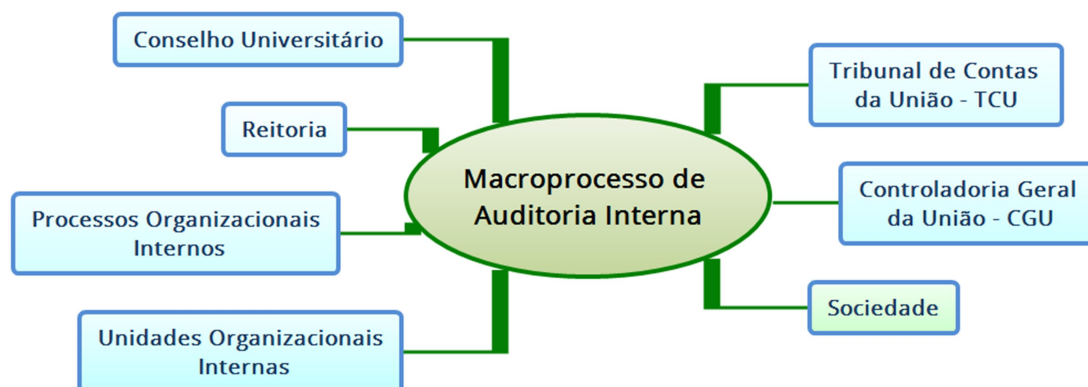 Conselho Universitário
Reitoria
Processos Organizacionais
Internos
Unidades Organizacionais
Internas
Macroprocesso de
Auditoria Interna
Tribunal de Contas
da União - TCU
Controladoria Geral
da União - CGU
Sociedade